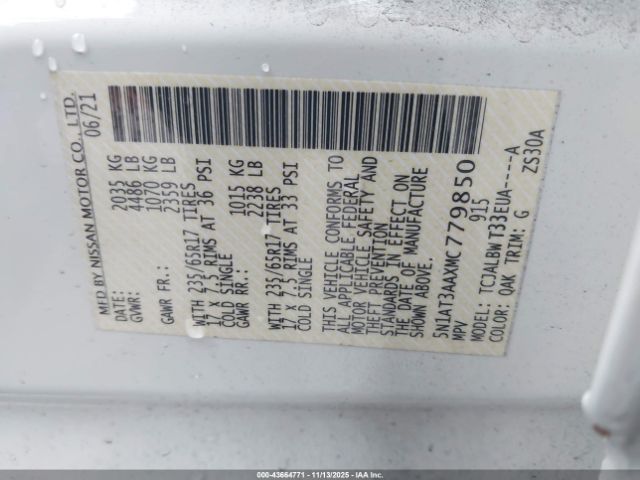 MFD BY NISSAN MOTOR CO., LTD.
DATE: 06/21
GVWR: 2035 KG
4486 LB
GAWR FR.: 1070 KG
2359 LB
WITH 235/65R17 TIRES
17 X 7.5 RIMS AT 36 PSI
COLD SINGLE
1015 KG
2238 LB
WITH 235/65R17 TIRES
17 X 7.5 RIMS AT 33 PSI
COLD SINGLE
THIS VEHICLE CONFORMS TO
ALL APPLICABLE FEDERAL
MOTOR VEHICLE SAFETY AND
THEFT PREVENTION
STANDARDS IN EFFECT ON
THE DATE OF MANUFACTURE
SHOWN ABOVE.
5N1AT3AAXMC779850
MPV 915
MODEL: TCJALBWT33EUA-----A
COLOR: QAK TRIM: G ZS30A
000-43664771 - 11/13/2025 - IAAI.COM